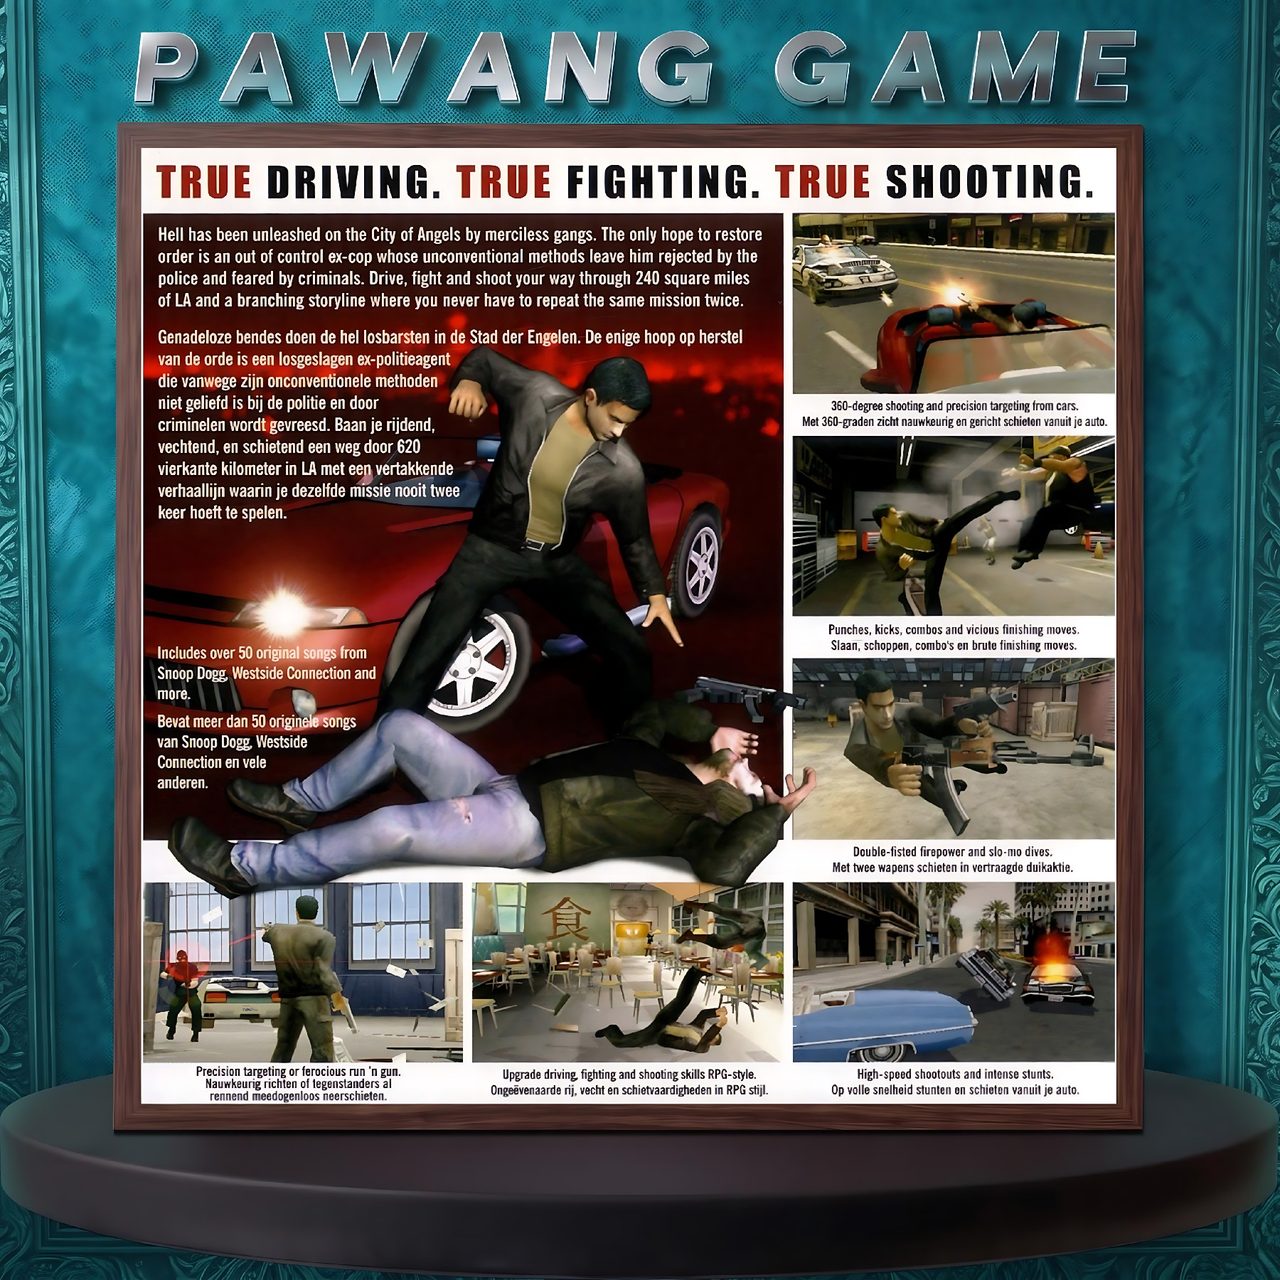 PAWANG GAME
TRUE DRIVING. TRUE FIGHTING. TRUE SHOOTING.
Hell has been unleashed on the City of Angels by merciless gangs. The only hope to restore
order is an out of control ex-cop whose unconventional methods leave him rejected by the
police and feared by criminals. Drive, fight and shoot your way through 240 square miles
of LA and a branching storyline where you never have to repeat the same mission twice.
Genadeloze bendes doen de hel losbarsten in de Stad der Engelen. De enige hoop op herstel
van de orde is een losgeslagen ex-politieagent
die vanwege zijn onconventionele methoden
niet geliefd is bij de politie en door
criminelen wordt gevreesd. Baan je rijdend,
vechtend, en schietend een weg door 620
vierkante kilometer in LA met een vertakkende
verhaallijn waarin je dezelfde missie nooit twee
keer hoeft te spelen.
Includes over 50 original songs from
Snoop Dogg, Westside Connection and
more.
Bevat meer dan 50 originele songs
van Snoop Dogg, Westside
Connection en vele
anderen.
360-degree shooting and precision targeting from cars.
Met 360-graden zicht nauwkeurig en gericht schieten vanuit je auto.
Punches, kicks, combos and vicious finishing moves.
Slaan, schoppen, combo's en brute finishing moves.
Double-fisted firepower and slo-mo dives.
Met twee wapens schieten in vertraagde duikaktie.
食
Precision targeting or ferocious run 'n gun.
Nauwkeurig richten of tegenstanders al
rennend meedogenloos neerschieten.
Upgrade driving, fighting and shooting skills RPG-style.
Ongeëvenaarde rij, vecht en schietvaardigheden in RPG stijl.
High-speed shootouts and intense stunts.
Op volle snelheid stunten en schieten vanuit je auto.